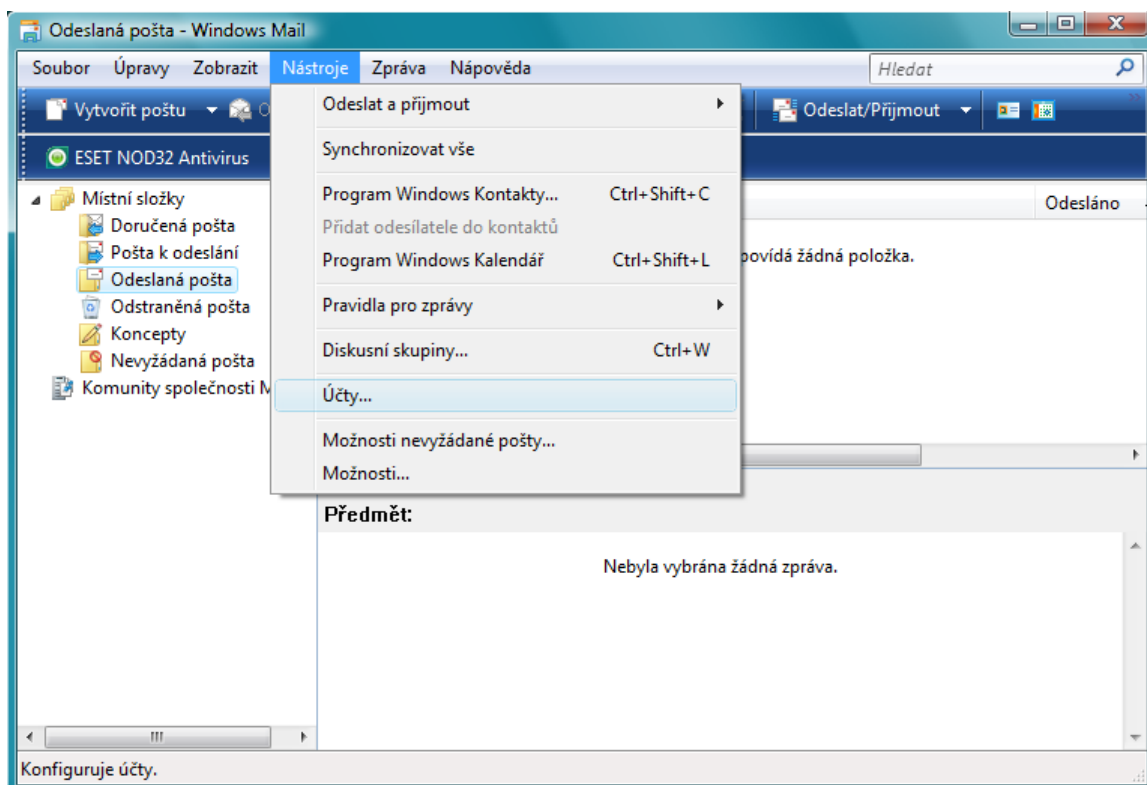 Odeslaná pošta - Windows Mail
Soubor Úpravy Zobrazit Nástroje Zpráva Nápověda Hledat
Vytvořit poštu Odeslat/Přijmout
ESET NOD32 Antivirus
Místní složky
Doručená pošta
Pošta k odeslání
Odeslaná pošta
Odstraněná pošta
Koncepty
Nevyžádaná pošta
Komunity společnosti
Odeslat a přijmout
Synchronizovat vše
Program Windows Kontakty... Ctrl+Shift+C
Přidat odesílatele do kontaktů
Program Windows Kalendář Ctrl+Shift+L
Pravidla pro zprávy
Diskusní skupiny... Ctrl+W
Účty...
Možnosti nevyžádané pošty...
Možnosti...
Odesláno
povídá žádná položka.
Předmět:
Nebyla vybrána žádná zpráva.
Konfiguruje účty.